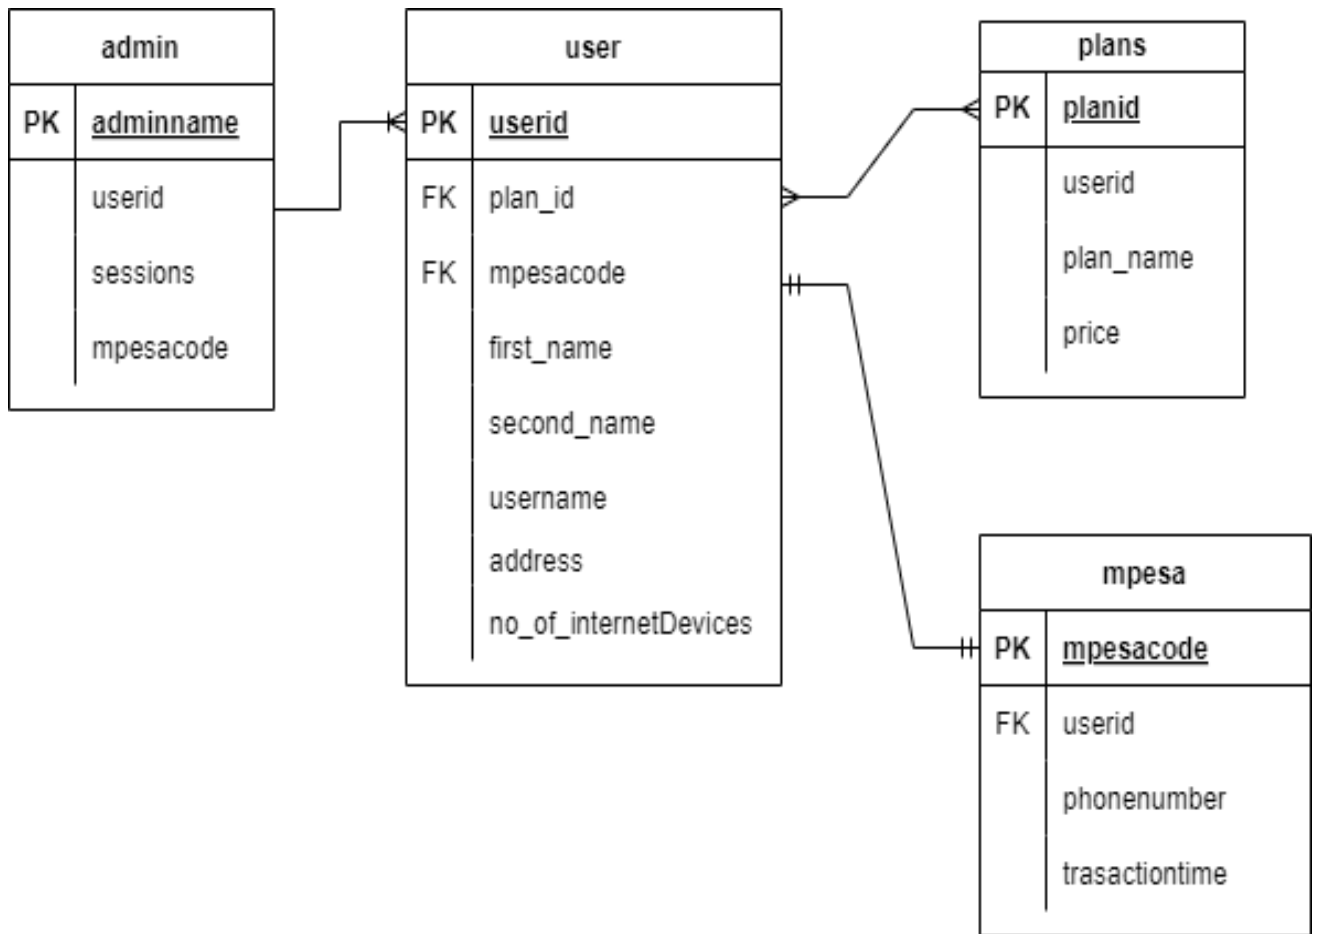 admin
PK adminname
userid
sessions
mpesacode
user
PK userid
FK plan_id
FK mpesacode
first_name
second_name
username
address
no_of_internetDevices
plans
PK planid
userid
plan_name
price
mpesa
PK mpesacode
FK userid
phonenumber
trasactiontime